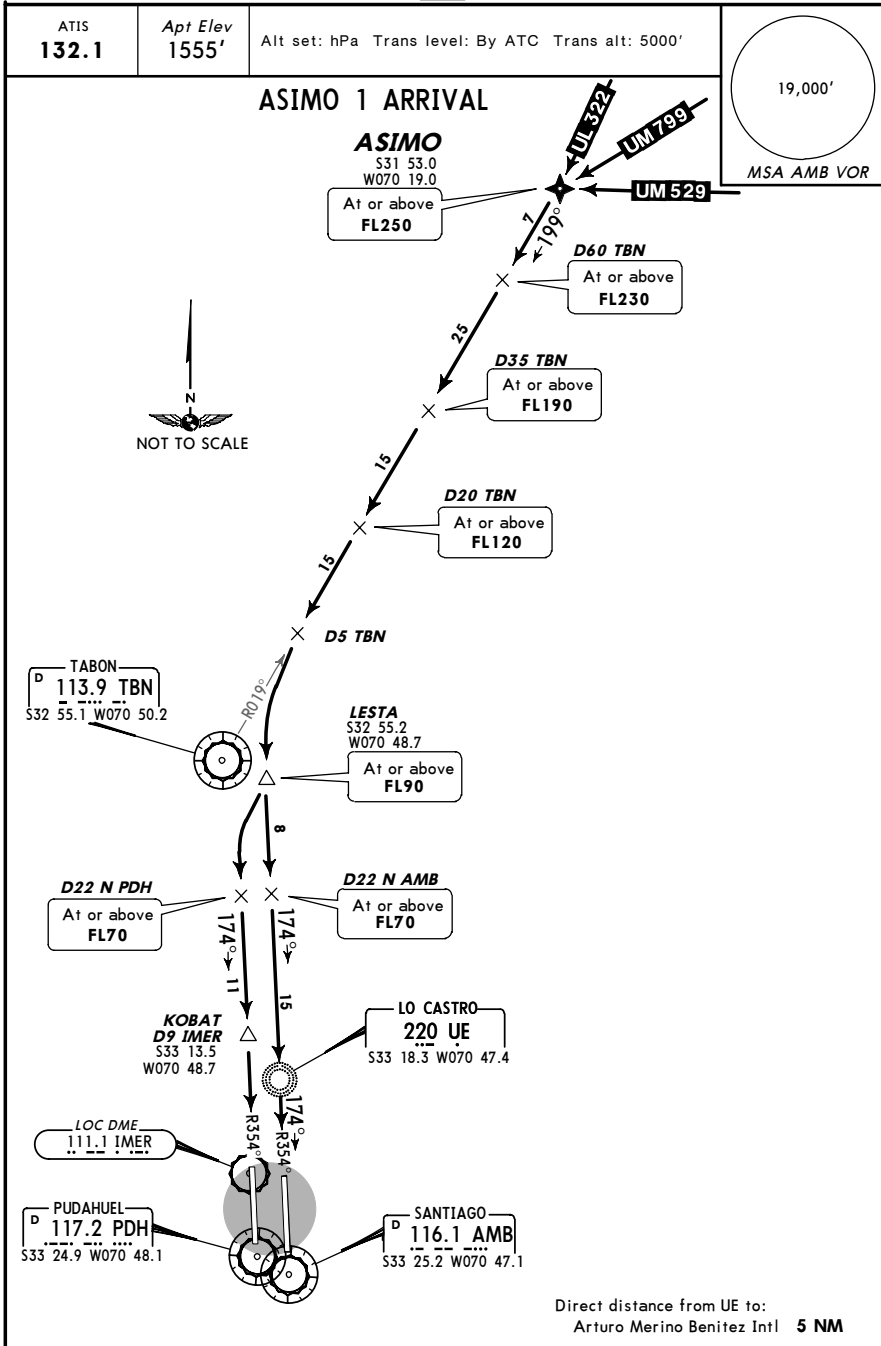 ATIS
132.1
Apt Elev
1555'
Alt set: hPa Trans level: By ATC Trans alt: 5000'
19,000'
MSA AMB VOR
ASIMO 1 ARRIVAL
UL 322
UM 799
UM 529
ASIMO
S31 53.0
W070 19.0
At or above
FL250
7
199°
D60 TBN
At or above
FL230
25
D35 TBN
At or above
FL190
N
NOT TO SCALE
15
D20 TBN
At or above
FL120
15
D5 TBN
R019°
TABON
D 113.9 TBN
S32 55.1 W070 50.2
LESTA
S32 55.2
W070 48.7
At or above
FL90
8
D22 N PDH
At or above
FL70
D22 N AMB
At or above
FL70
174°
174°
11
15
KOBAT
D9 IMER
S33 13.5
W070 48.7
LO CASTRO
220 UE
S33 18.3 W070 47.4
174°
R354°
R354°
LOC DME
111.1 IMER
PUDAHUEL
D 117.2 PDH
S33 24.9 W070 48.1
SANTIAGO
D 116.1 AMB
S33 25.2 W070 47.1
Direct distance from UE to:
Arturo Merino Benitez Intl 5 NM